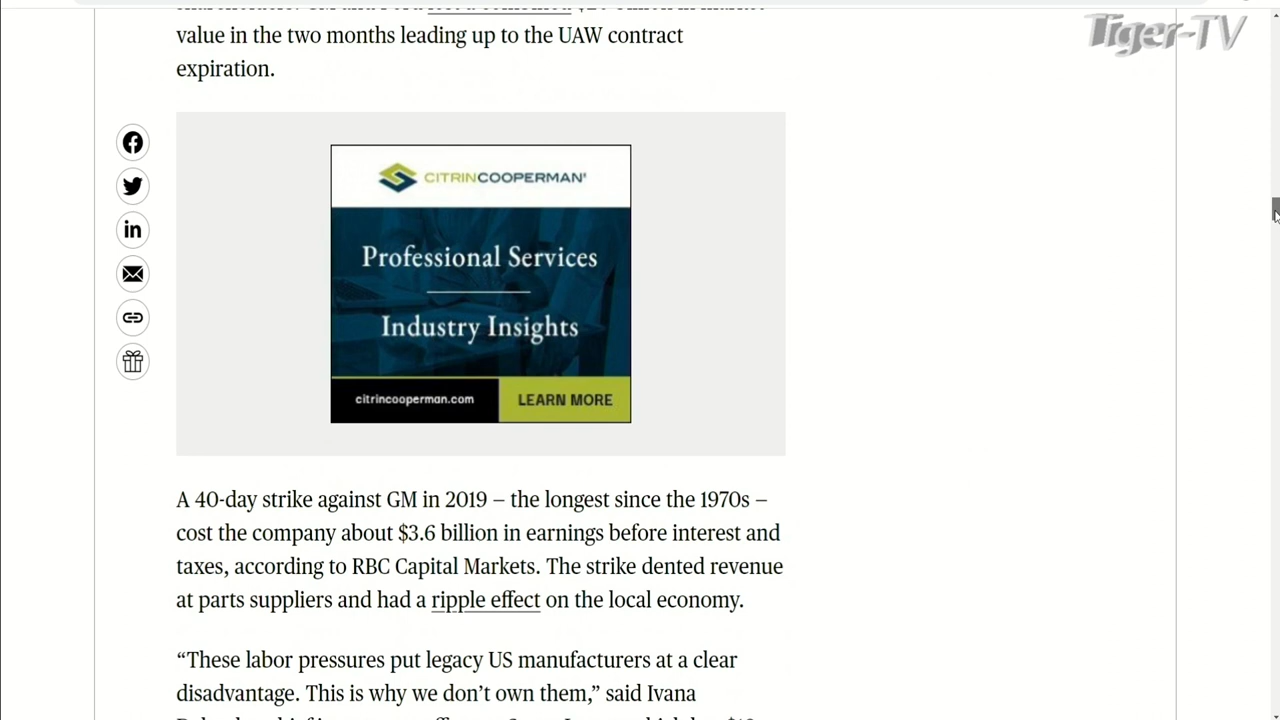 Tiger-TV
value in the two months leading up to the UAW contract
expiration.
CITRINCOOPERMAN
Professional Services
Industry Insights
citrincooperman.com
LEARN MORE
A 40-day strike against GM in 2019 – the longest since the 1970s –
cost the company about $3.6 billion in earnings before interest and
taxes, according to RBC Capital Markets. The strike dented revenue
at parts suppliers and had a ripple effect on the local economy.
“These labor pressures put legacy US manufacturers at a clear
disadvantage. This is why we don’t own them,” said Ivana